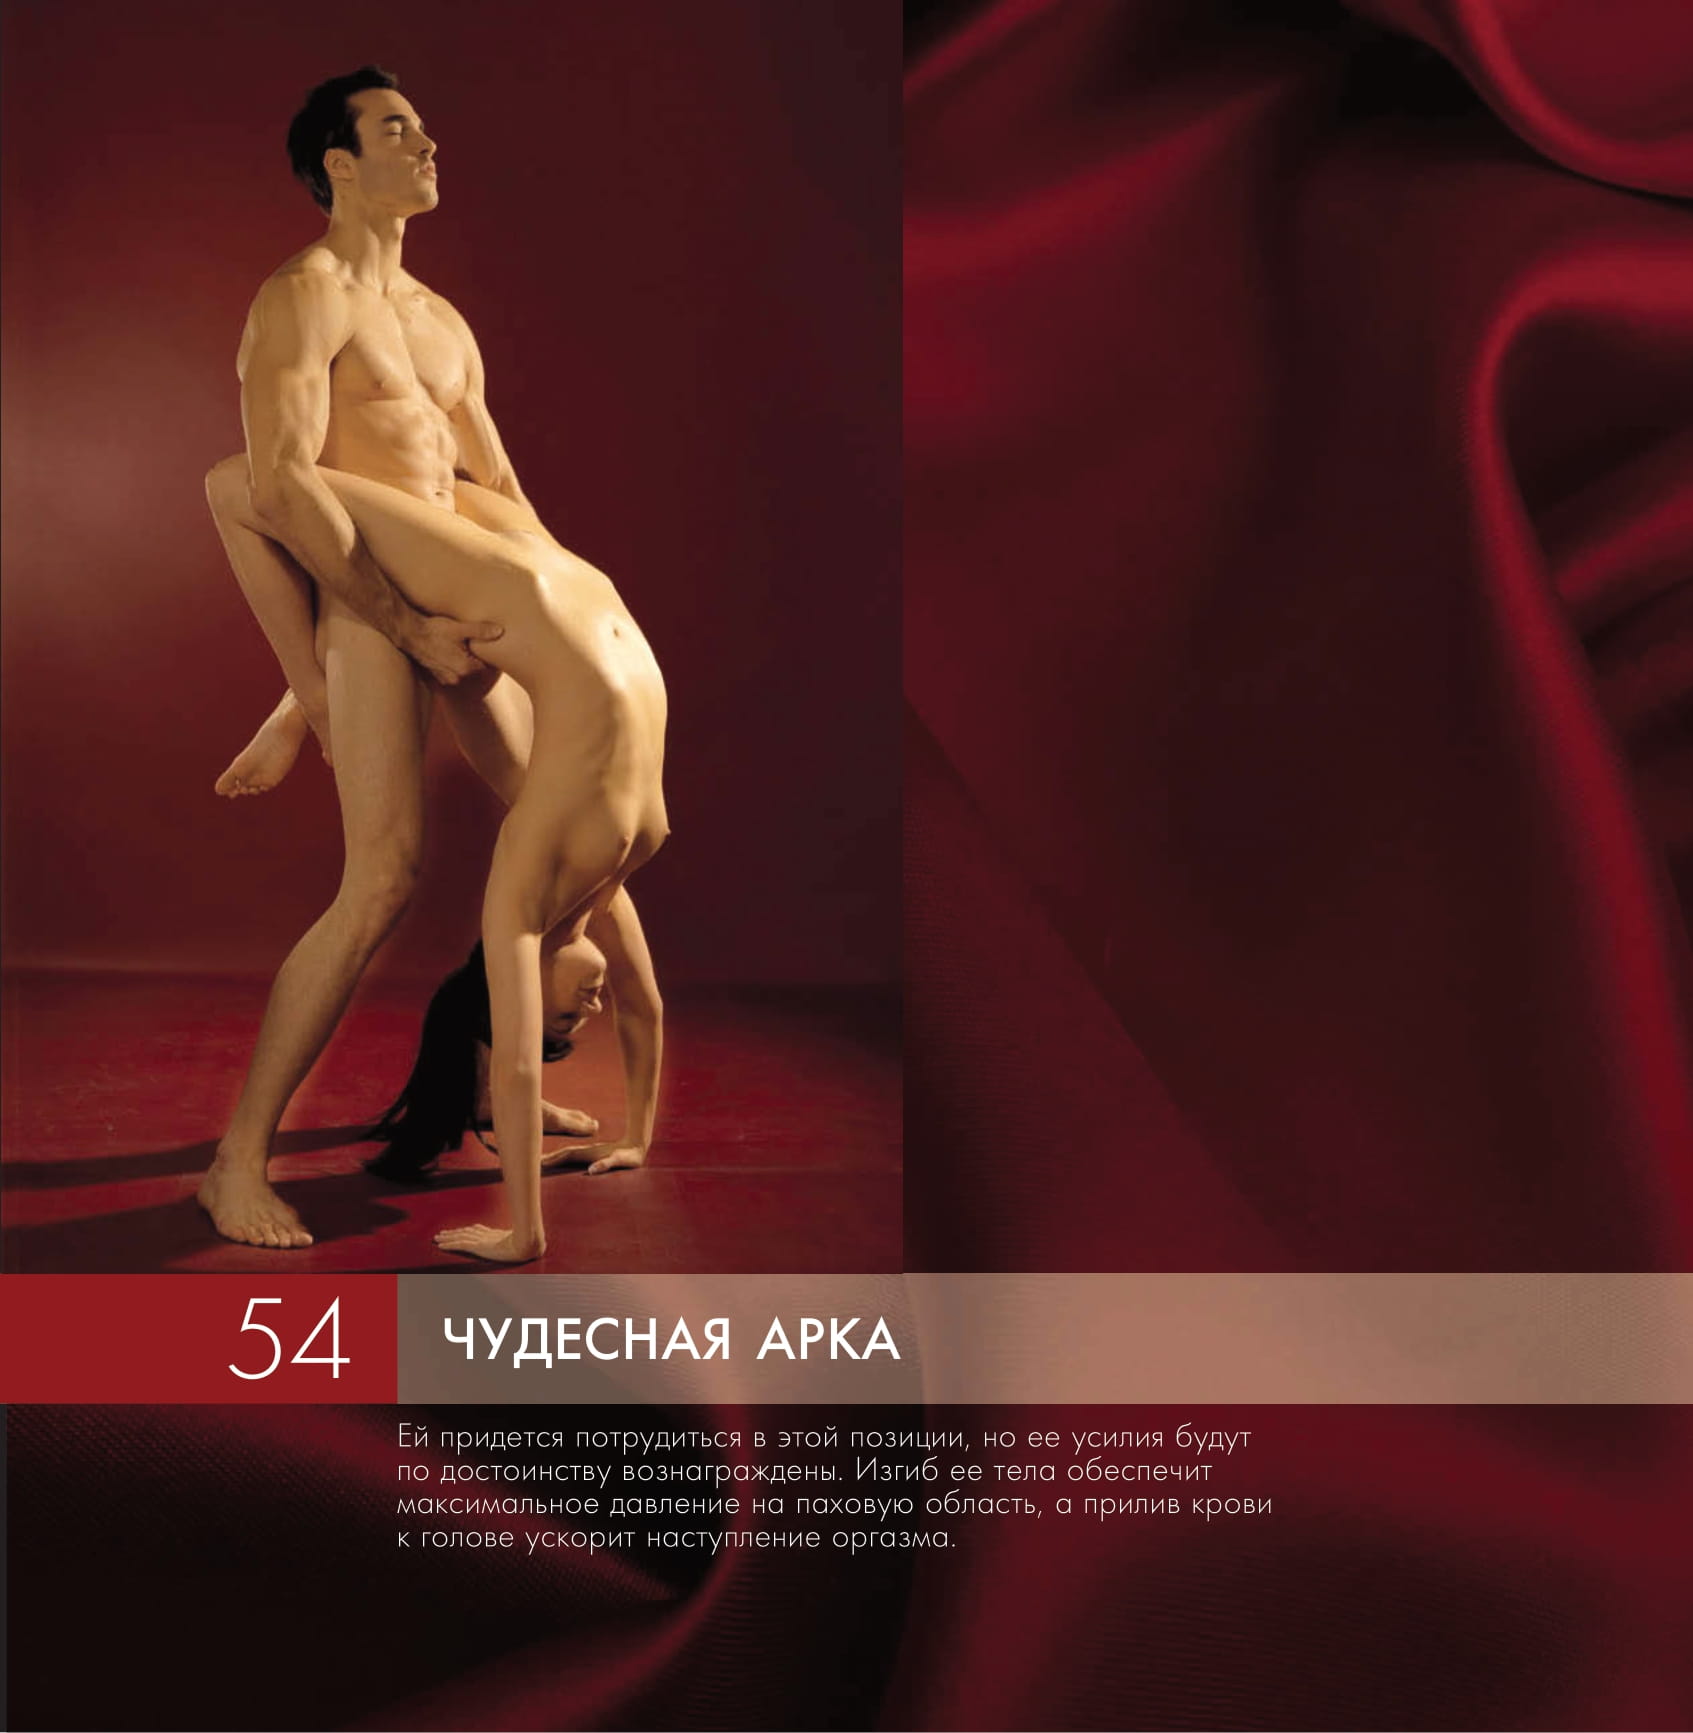 54
ЧУДЕСНАЯ АРКА
Ей придется потрудиться в этой позиции, но ее усилия будут
по достоинству вознаграждены. Изгиб ее тела обеспечит
максимальное давление на паховую область, а прилив крови
к голове ускорит наступление оргазма.